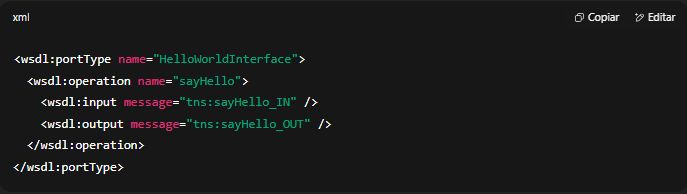 xml
Copiar
Editar
<wsdl:portType name="HelloWorldInterface">
  <wsdl:operation name="sayHello">
    <wsdl:input message="tns:sayHello_IN" />
    <wsdl:output message="tns:sayHello_OUT" />
  </wsdl:operation>
</wsdl:portType>